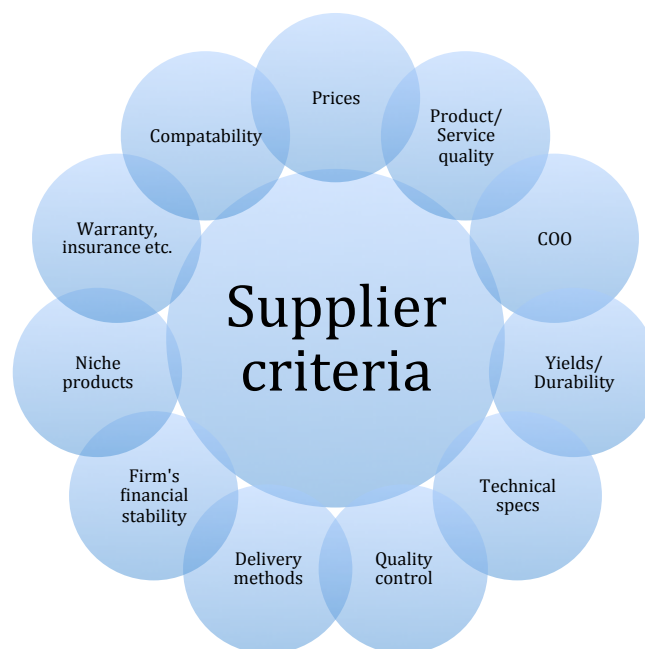 Supplier
criteria
Prices
Product/
Service
quality
COO
Yields/
Durability
Technical
specs
Quality
control
Delivery
methods
Firm's
financial
stability
Niche
products
Warranty,
insurance etc.
Compatability